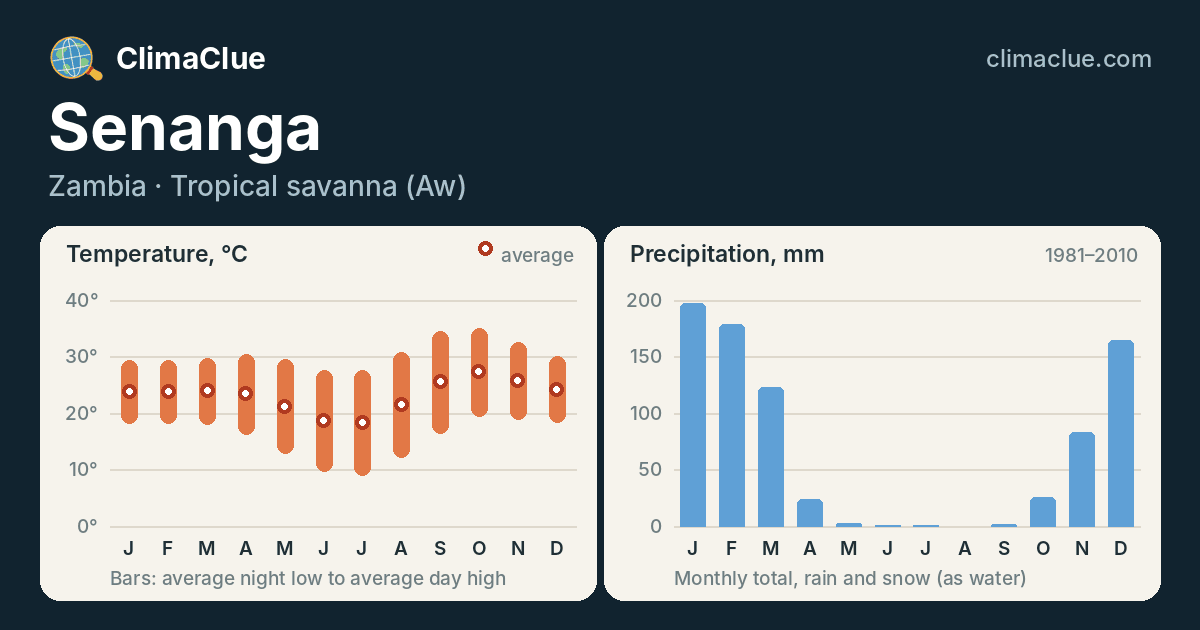 ClimaClue
climaclue.com
Senanga
Zambia · Tropical savanna (Aw)
Temperature, °C
average
40°
30°
20°
10°
0°
J F M A M J J A S O N D
Bars: average night low to average day high
Precipitation, mm
1981–2010
200
150
100
50
0
J F M A M J J A S O N D
Monthly total, rain and snow (as water)